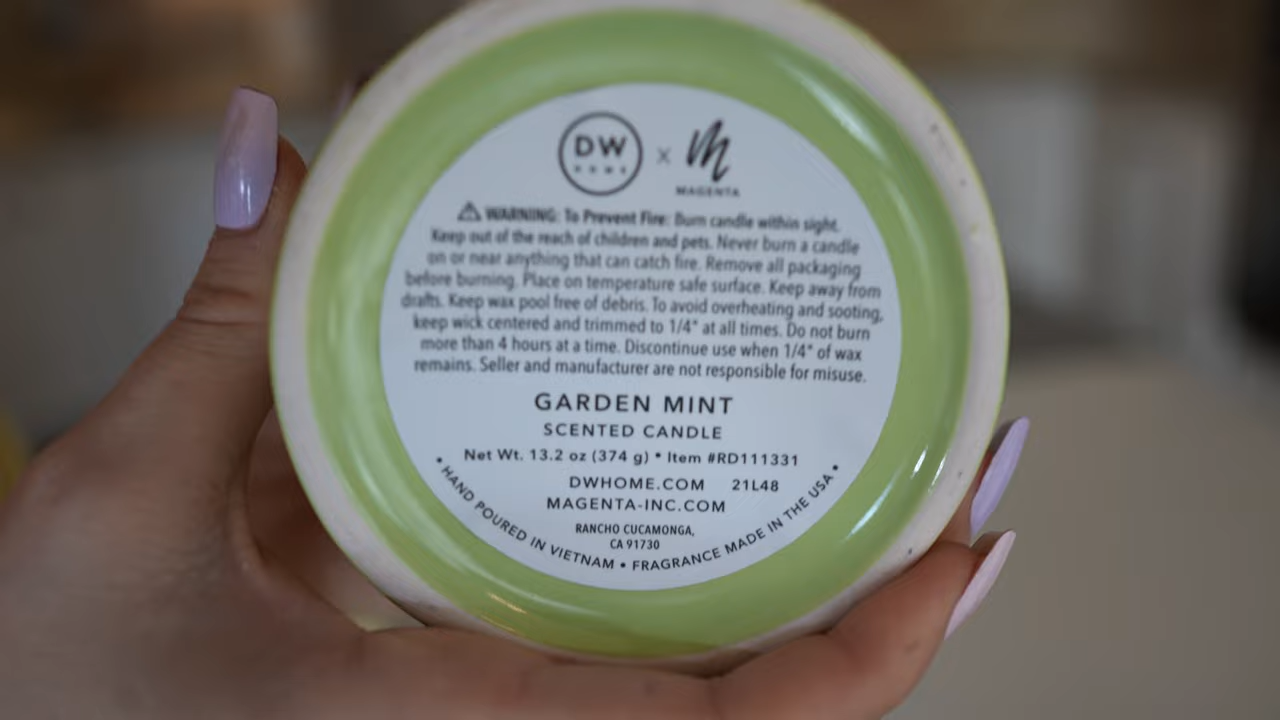 DW
HOME
X
MAGENTA
WARNING: To Prevent Fire: Burn candle within sight.
Keep out of the reach of children and pets. Never burn a candle
on or near anything that can catch fire. Remove all packaging
before burning. Place on temperature safe surface. Keep away from
drafts. Keep wax pool free of debris. To avoid overheating and sooting,
keep wick centered and trimmed to 1/4" at all times. Do not burn
more than 4 hours at a time. Discontinue use when 1/4" of wax
remains. Seller and manufacturer are not responsible for misuse.
GARDEN MINT
SCENTED CANDLE
Net Wt. 13.2 oz (374 g) • Item #RD111331
DWHOME.COM 21L48
MAGENTA-INC.COM
RANCHO CUCAMONGA,
CA 91730
• HAND POURED IN VIETNAM • FRAGRANCE MADE IN THE USA •